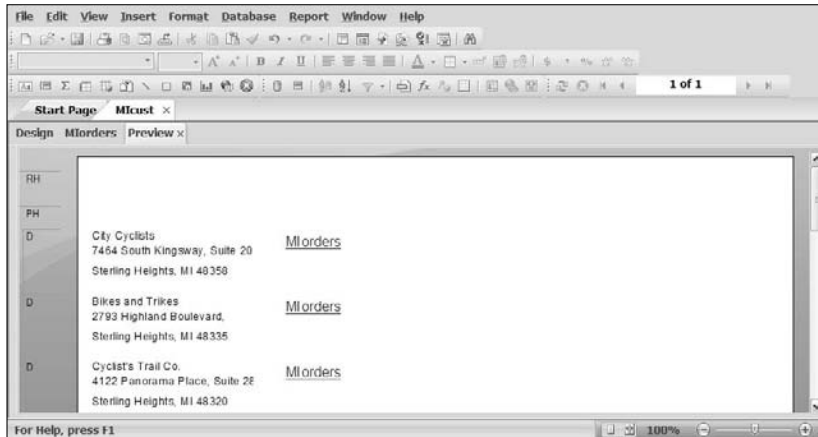 File Edit View Insert Format Database Report Window Help
1 of 1
Start Page MIcust ×
Design MIorders Preview ×
RH
PH
D City Cyclists
7464 South Kingsway, Suite 20
MIorders
Sterling Heights, MI 48358
D Bikes and Trikes
2793 Highland Boulevard,
MIorders
Sterling Heights, MI 48335
D Cyclist's Trail Co.
4122 Panorama Place, Suite 28
MIorders
Sterling Heights, MI 48320
For Help, press F1 100%